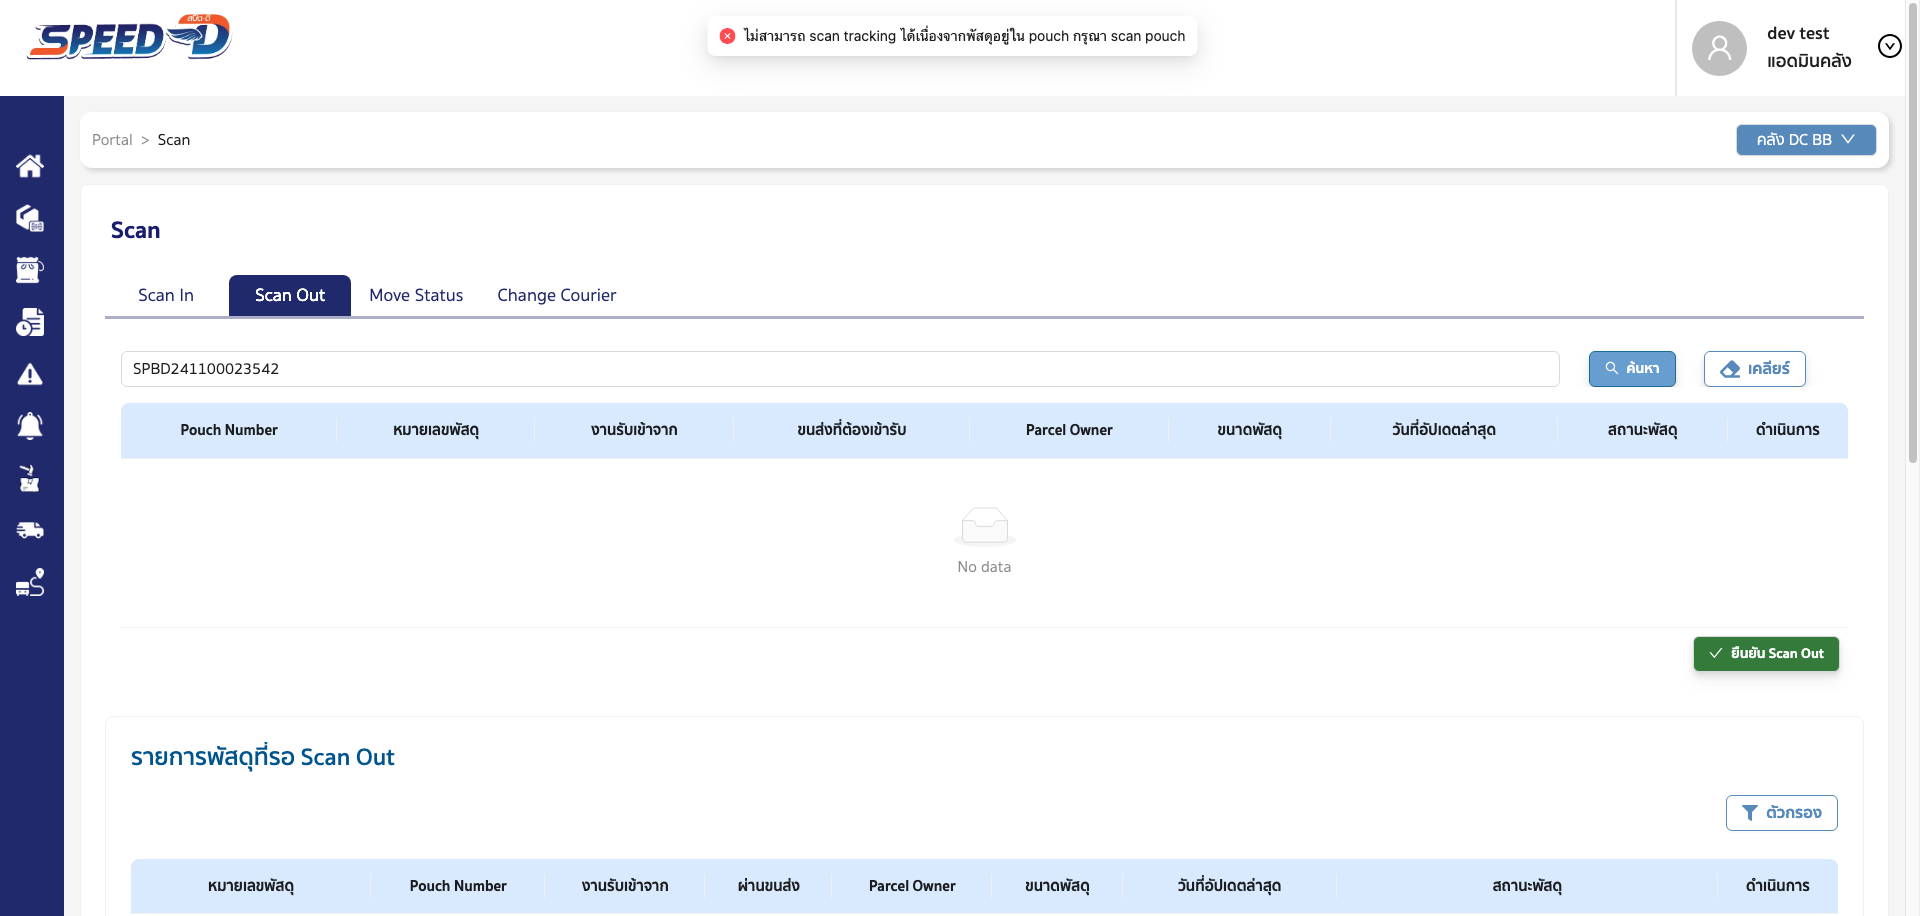 สปีด-ดี
SPEED-D
ไม่สามารถ scan tracking ได้เนื่องจากพัสดุอยู่ใน pouch กรุณา scan pouch
dev test
แอดมินคลัง
Portal > Scan
คลัง DC BB
Scan
Scan In
Scan Out
Move Status
Change Courier
SPBD241100023542
ค้นหา
เคลียร์
Pouch Number
หมายเลขพัสดุ
งานรับเข้าจาก
ขนส่งที่ต้องเข้ารับ
Parcel Owner
ขนาดพัสดุ
วันที่อัปเดตล่าสุด
สถานะพัสดุ
ดำเนินการ
No data
ยืนยัน Scan Out
รายการพัสดุที่รอ Scan Out
ตัวกรอง
หมายเลขพัสดุ
Pouch Number
งานรับเข้าจาก
ผ่านขนส่ง
Parcel Owner
ขนาดพัสดุ
วันที่อัปเดตล่าสุด
สถานะพัสดุ
ดำเนินการ